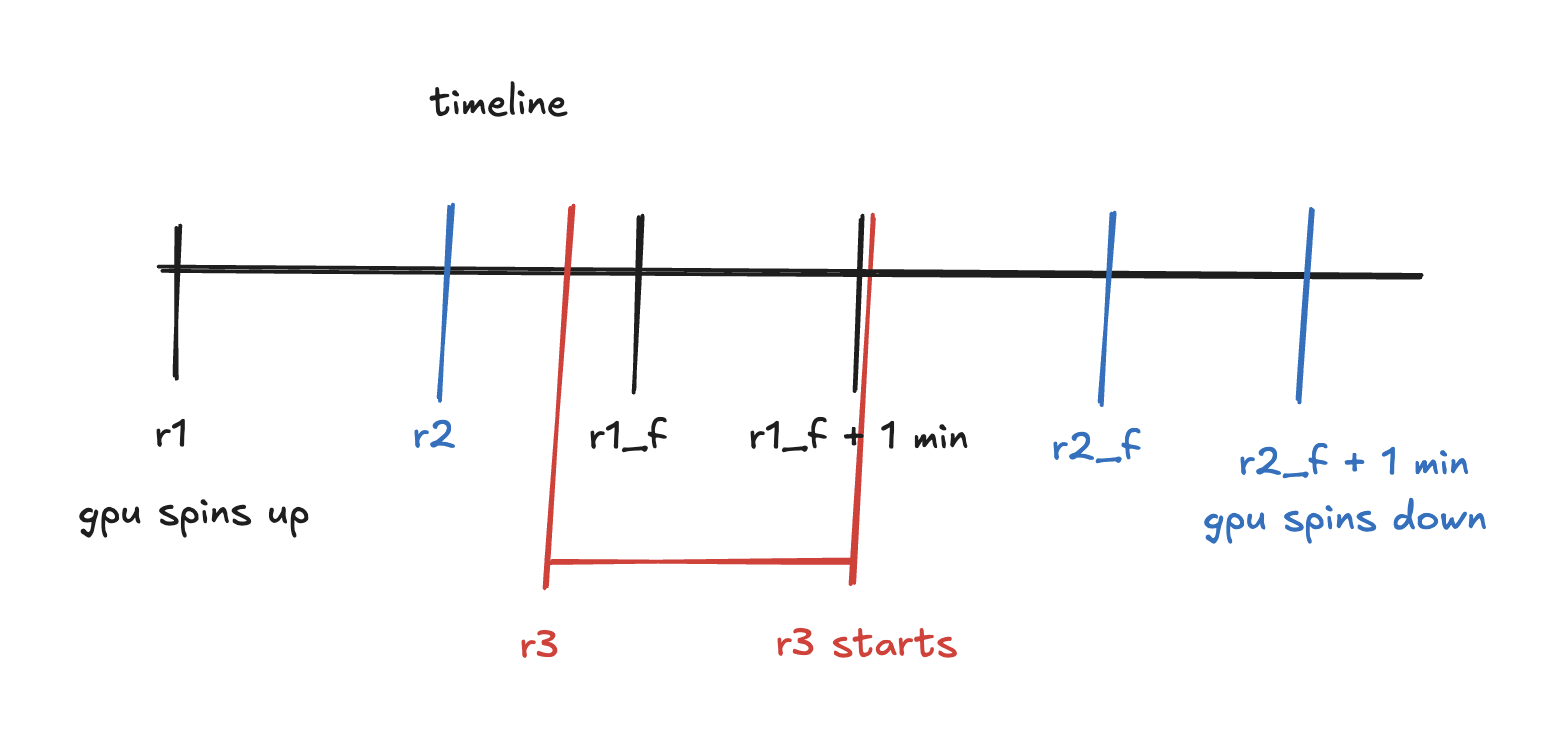 timeline
r1
r2
r1_f
r1_f + 1 min
r2_f
r2_f + 1 min
gpu spins up
gpu spins down
r3
r3 starts